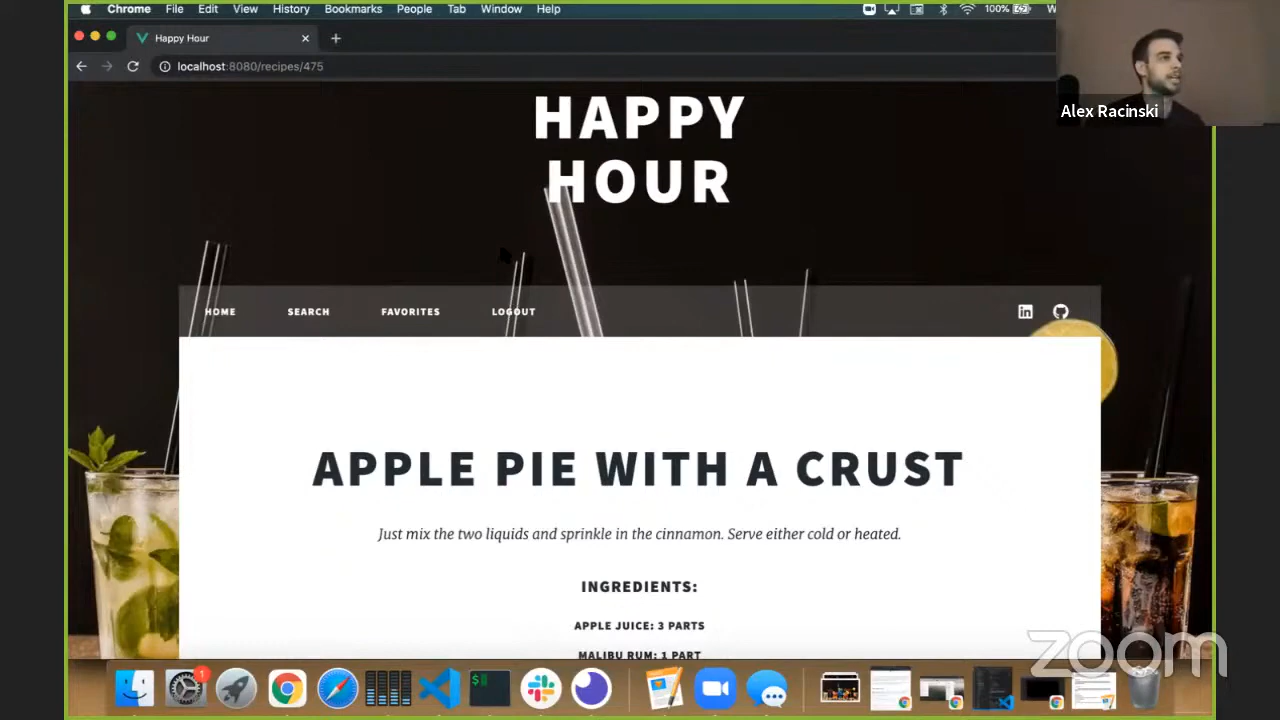 Chrome File Edit View History Bookmarks People Tab Window Help 100%
Happy Hour
localhost:8080/recipes/475
Alex Racinski
HAPPY
HOUR
HOME SEARCH FAVORITES LOGOUT
APPLE PIE WITH A CRUST
Just mix the two liquids and sprinkle in the cinnamon. Serve either cold or heated.
INGREDIENTS:
APPLE JUICE: 3 PARTS
MALIBU RUM: 1 PART
zoom
1